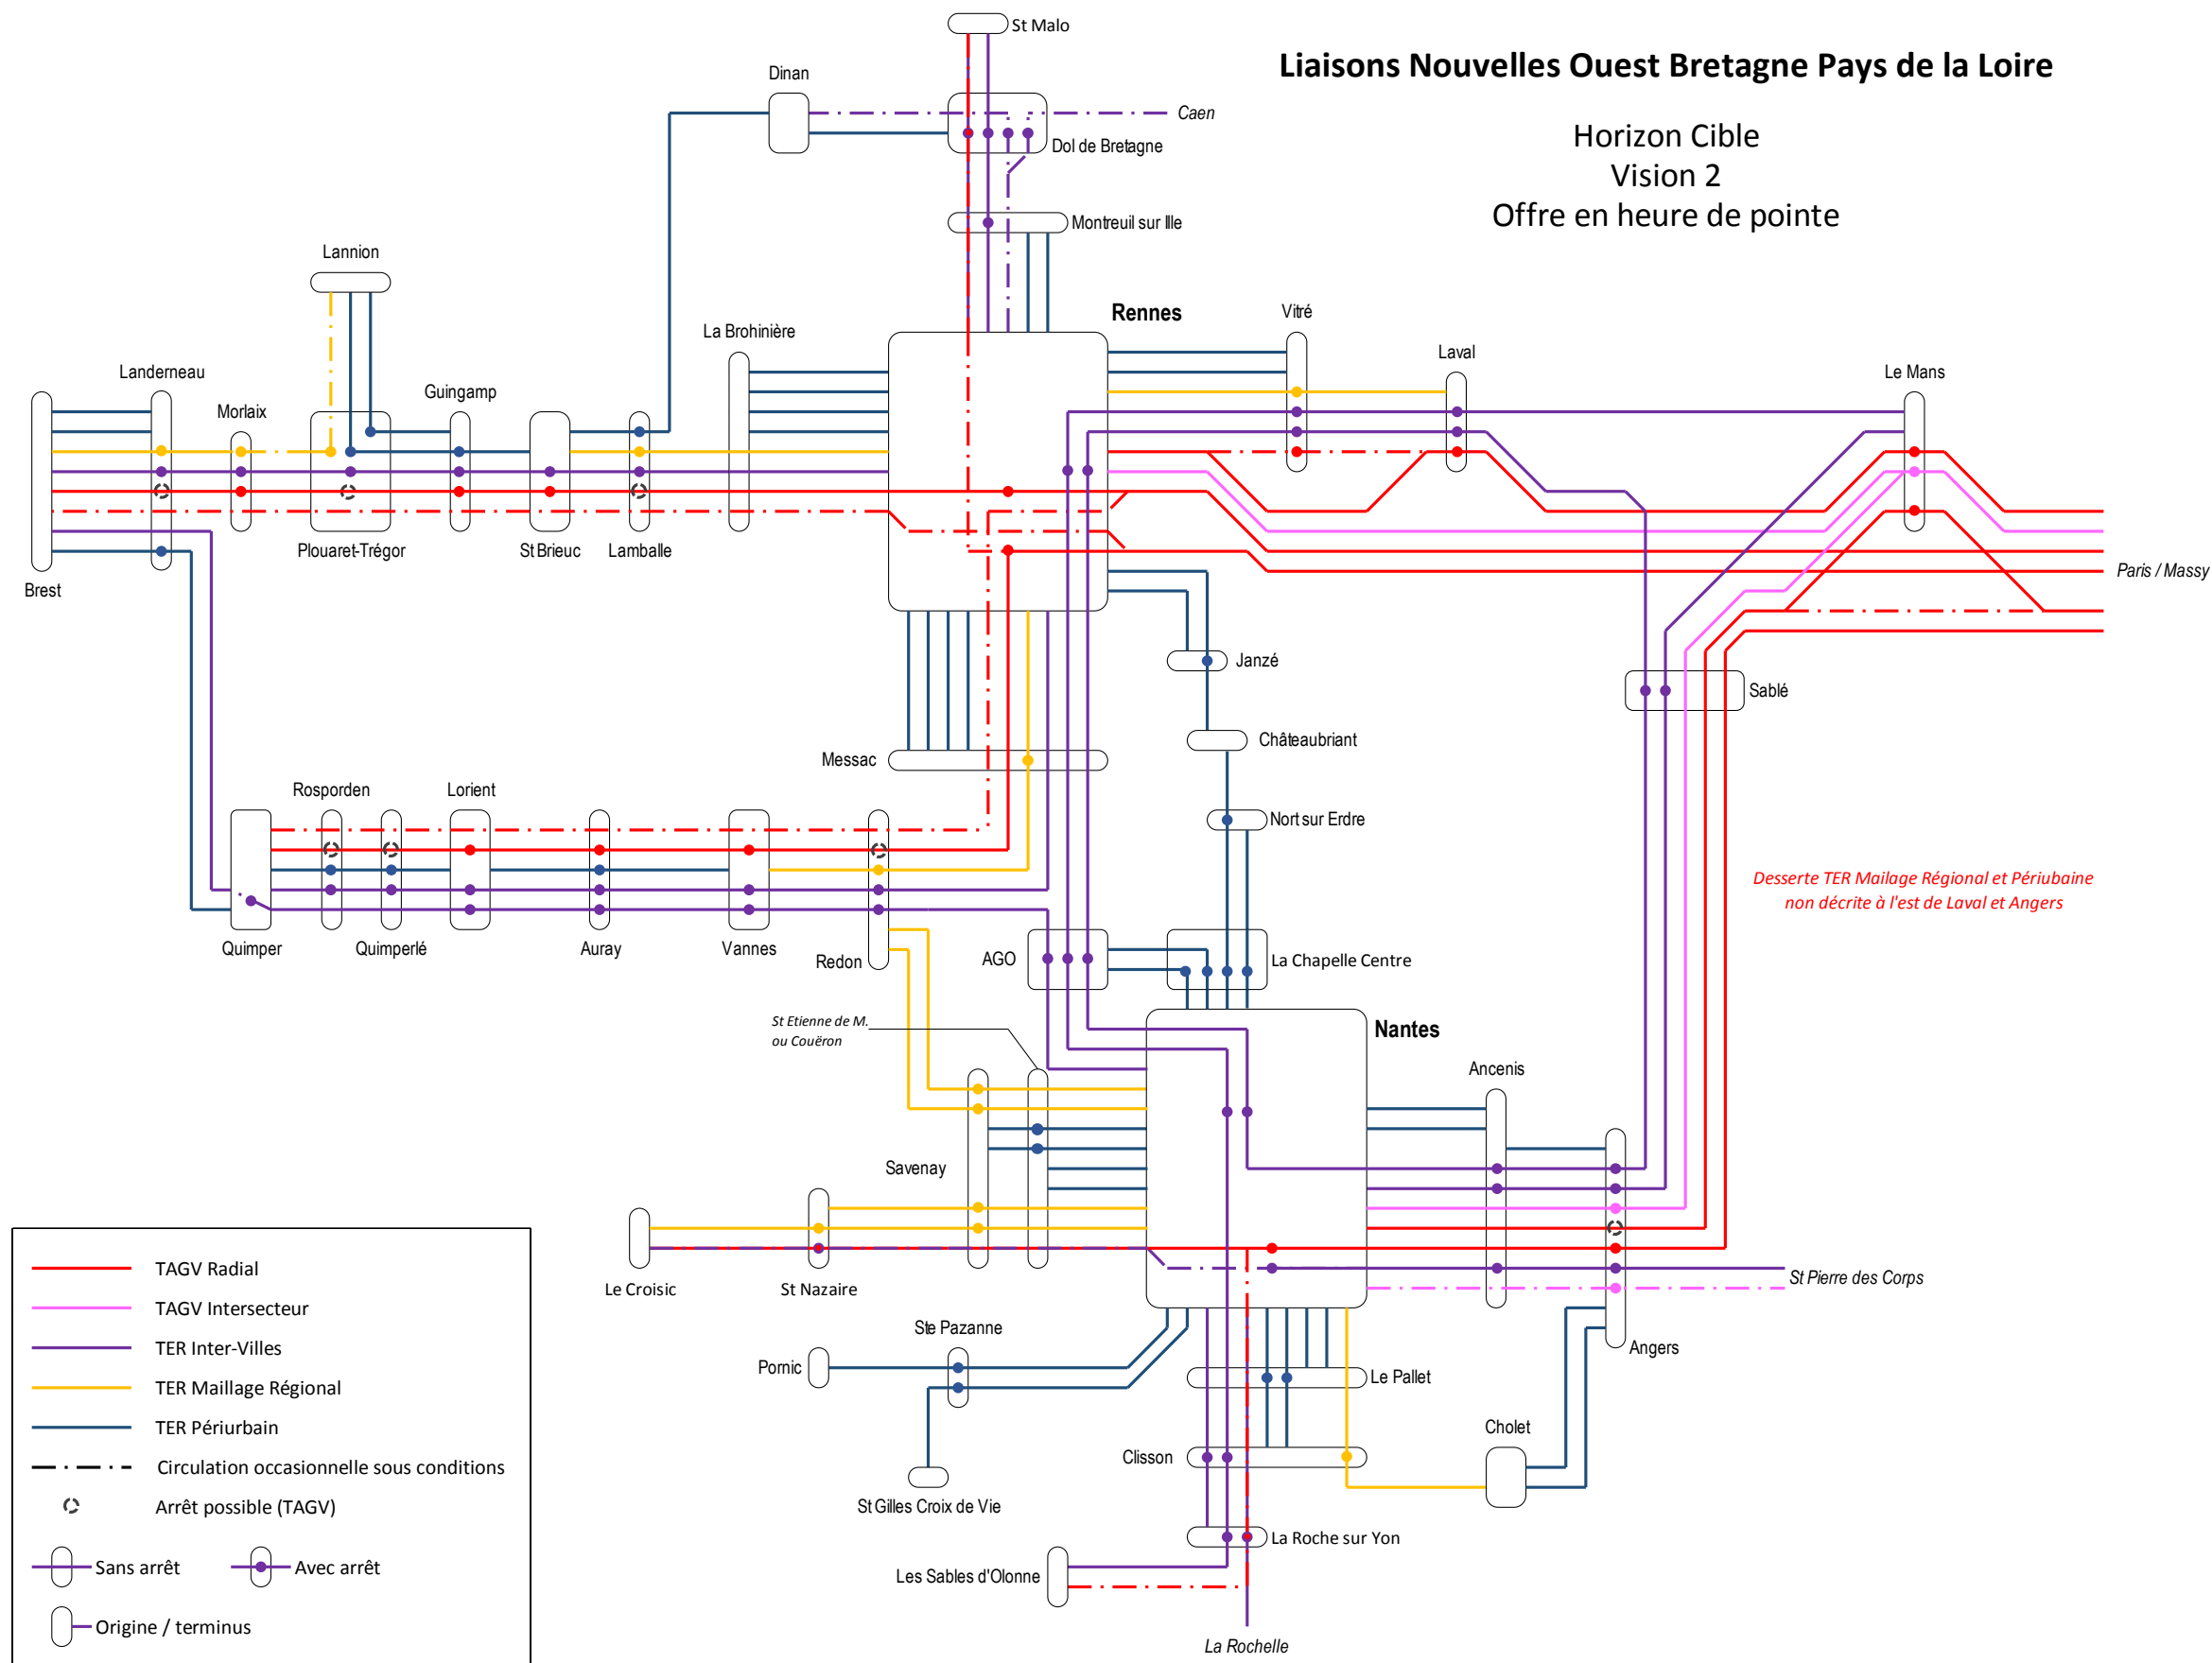 St Malo
Liaisons Nouvelles Ouest Bretagne Pays de la Loire
Dinan
Caen
Horizon Cible
Dol de Bretagne
Vision 2
Offre en heure de pointe
Montreuil sur Ille
Lannion
Rennes
Vitré
La Brohinière
Laval
Landerneau
Le Mans
Guingamp
Morlaix
Plouaret-Trégor
St Brieuc
Lamballe
Brest
Paris / Massy
Janzé
Sablé
Châteaubriant
Messac
Rosporden
Lorient
Nort sur Erdre
Desserte TER Mailage Régional et Périubaine
non décrite à l'est de Laval et Angers
Quimper
Quimperlé
Auray
Vannes
Redon
AGO
La Chapelle Centre
St Etienne de M.
ou Couëron
Nantes
Ancenis
Savenay
Le Croisic
St Nazaire
St Pierre des Corps
Ste Pazanne
Angers
Pornic
Le Pallet
Cholet
Clisson
St Gilles Croix de Vie
La Roche sur Yon
Les Sables d'Olonne
La Rochelle
TAGV Radial
TAGV Intersecteur
TER Inter-Villes
TER Maillage Régional
TER Périurbain
Circulation occasionnelle sous conditions
Arrêt possible (TAGV)
Sans arrêt
Avec arrêt
Origine / terminus